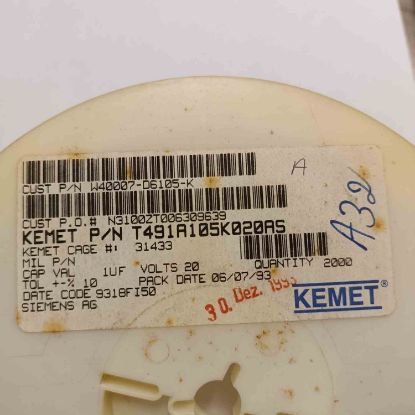 A
CUST P/N W40007-D6105-K
CUST P.O.# N3100ZT006309639
KEMET P/N T491A105K020AS
KEMET CAGE #: 31433
MIL P/N
CAP VAL 1UF VOLTS 20 QUANTITY 2000
TOL +-% 10 PACK DATE 06/07/93
DATE CODE 9318FI50
SIEMENS AG
30. Dez. 1993
KEMET®
A32